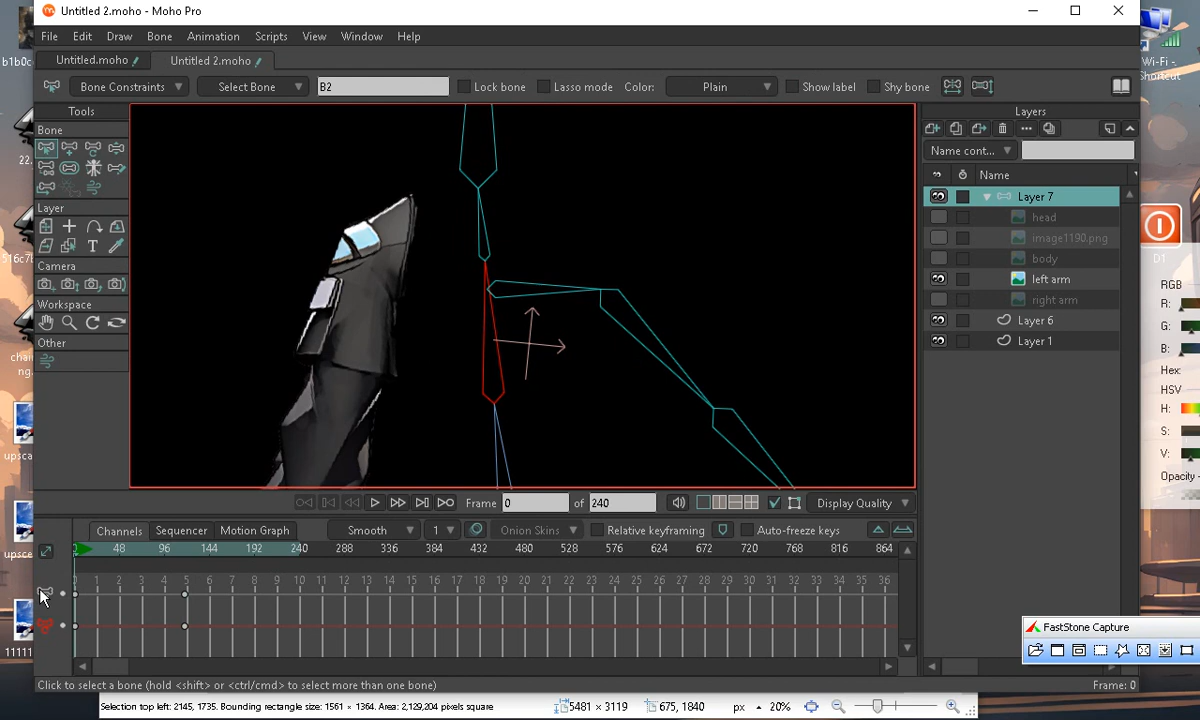 Untitled 2.moho - Moho Pro
File Edit Draw Bone Animation Scripts View Window Help
Untitled.moho Untitled 2.moho
Bone Constraints Select Bone B2 Lock bone Lasso mode Color: Plain Show label Shy bone
Tools
Bone
Layer
Camera
Workspace
Other
Layers
Name cont...
Name
Layer 7
head
image1190.png
body
left arm
right arm
Layer 6
Layer 1
Frame 0 of 240 Display Quality
Channels Sequencer Motion Graph Smooth 1 Onion Skins Relative keyframing Auto-freeze keys
48 96 144 192 240 288 336 384 432 480 528 576 624 672 720 768 816 864
0 1 2 3 4 5 6 7 8 9 10 11 12 13 14 15 16 17 18 19 20 21 22 23 24 25 26 27 28 29 30 31 32 33 34 35 36
Click to select a bone (hold <shift> or <ctrl/cmd> to select more than one bone) Frame: 0
Selection top left: 2145, 1735. Bounding rectangle size: 1561 × 1364. Area: 2,129,204 pixels square 5481 × 3119 675, 1840 px 20%
b1b0c
22.
516c7b
upsca
upsce
11111
Wi-Fi -
Shortcut
D1
RGB
R:
G:
B:
Hex:
HSV
H:
S:
V:
Opacity
FastStone Capture